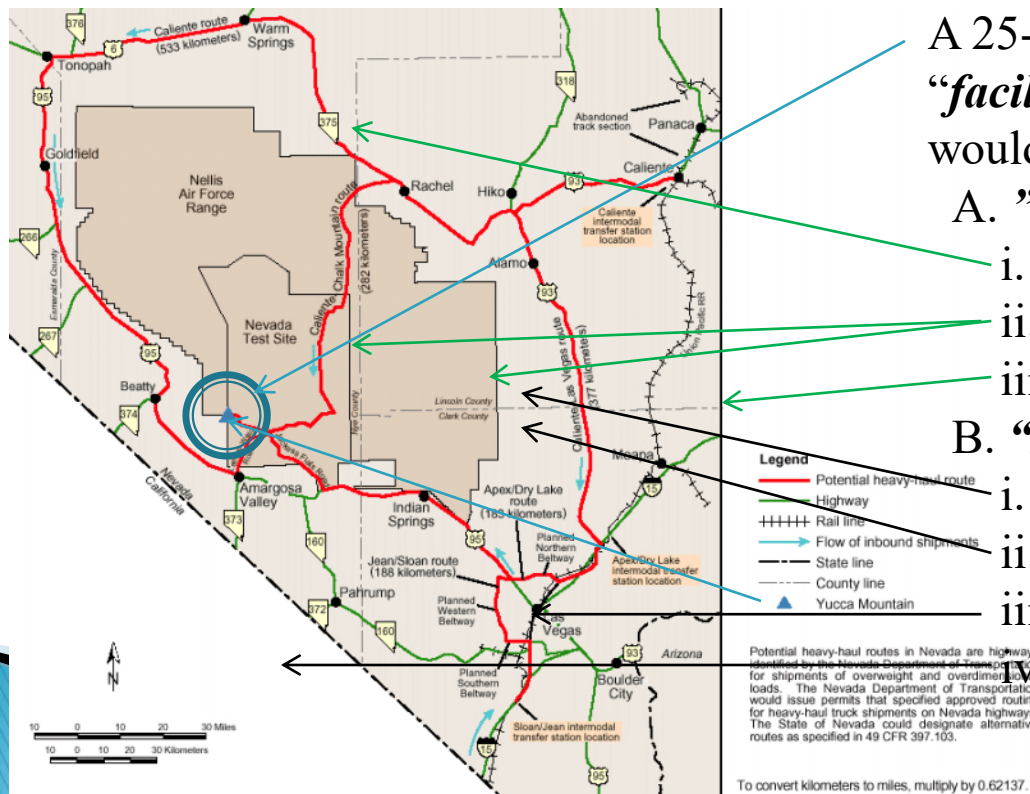 376
Caliente route
(533 kilometers)
6
Warm
Springs
Tonopah
95
318
Abandoned
track section
Panaca
375
Goldfield
Caliente
Nellis
Air Force
Range
Rachel
Hiko
93
Caliente
intermodal
transfer station
location
266
Esmeralda County
Caliente-Chalk Mountain route
(282 kilometers)
Alamo
93
Nevada
Test Site
Union Pacific RR
267
95
Caliente-Las Vegas route
(377 kilometers)
Beatty
374
Lincoln County
Clark County
Nye County
Moapa
Nevada
California
Amargosa
Valley
Indian
Springs
Apex/Dry Lake
route
(183 kilometers)
15
373
160
95
Planned
Northern
Beltway
Apex/Dry Lake
intermodal transfer
station location
Jean/Sloan route
(188 kilometers)
Pahrump
Planned
Western
Beltway
Las
Vegas
372
160
93
Arizona
Planned
Southern
Beltway
Boulder
City
Sloan/Jean intermodal
transfer station location
15
95
N
10 0 10 20 30 Miles
10 0 10 20 30 Kilometers
A 25-
“facil
would
A. ”
i.
ii
iii
B. “
i.
ii
iii
iv
Legend
Potential heavy-haul route
Highway
Rail line
Flow of inbound shipments
State line
County line
Yucca Mountain
Potential heavy-haul routes in Nevada are highway
identified by the Nevada Department of Transportatio
for shipments of overweight and overdimension
loads. The Nevada Department of Transportatio
would issue permits that specified approved routin
for heavy-haul truck shipments on Nevada highway
The State of Nevada could designate alternativ
routes as specified in 49 CFR 397.103.
To convert kilometers to miles, multiply by 0.62137.